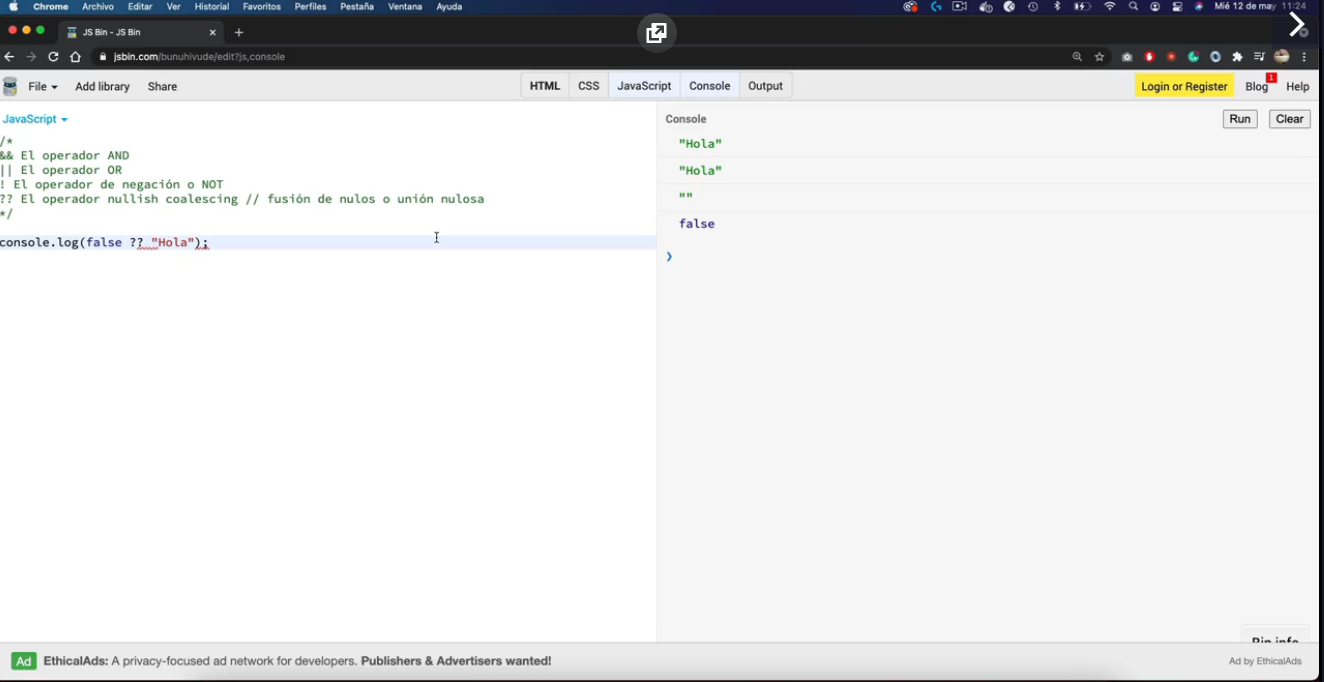 Chrome Archivo Editar Ver Historial Favoritos Perfiles Pestaña Ventana Ayuda Mié 12 de may 11:24
JS Bin - JS Bin
jsbin.com/bunuhivude/edit?js,console
File Add library Share HTML CSS JavaScript Console Output Login or Register Blog 1 Help
JavaScript Console Run Clear
/*
&& El operador AND
|| El operador OR
! El operador de negación o NOT
?? El operador nullish coalescing // fusión de nulos o unión nulosa
*/
console.log(false ?? "Hola");
"Hola"
"Hola"
""
false
Bin info
Ad EthicalAds: A privacy-focused ad network for developers. Publishers & Advertisers wanted! Ad by EthicalAds